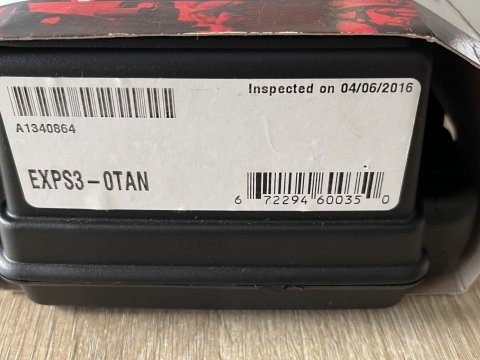 Inspected on 04/06/2016
A1340864
EXPS3-0TAN
6 72294 60035 0